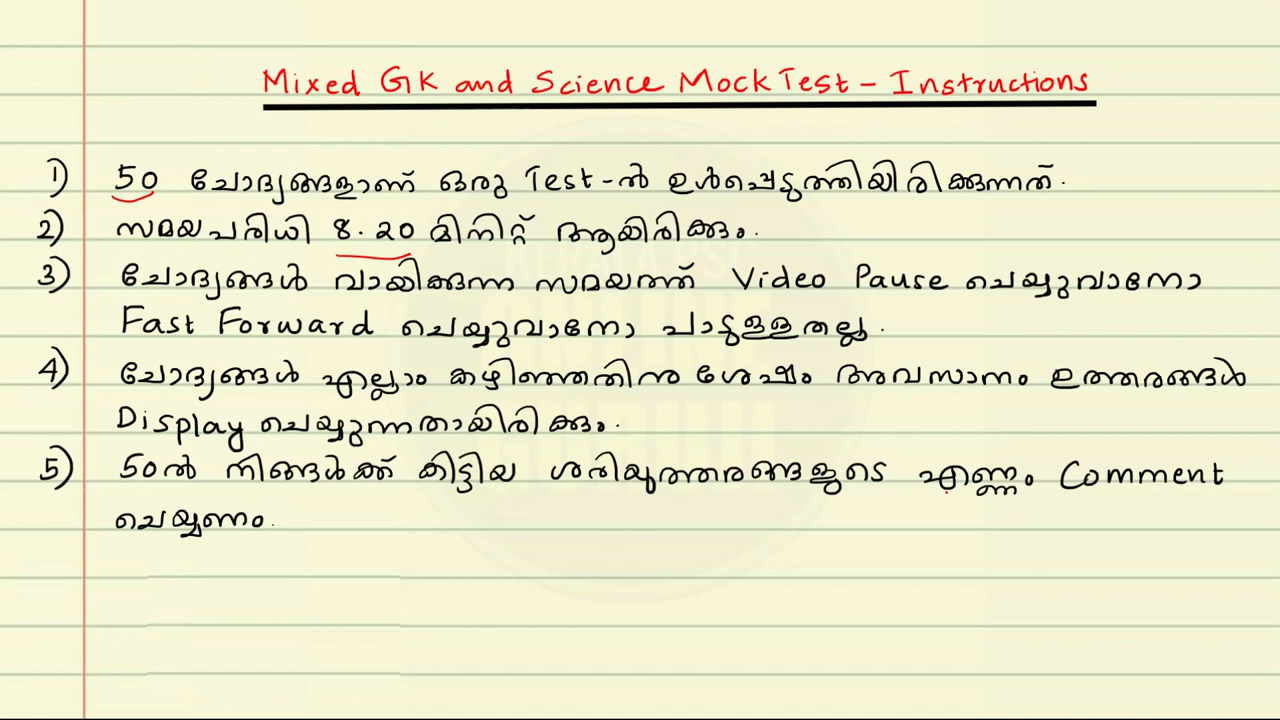 Mixed GK and Science Mock Test - Instructions
1) 50 ചോദ്യങ്ങളാണ് ഒരു Test-ൽ ഉൾപ്പെടുത്തിയിരിക്കുന്നത്.
2) സമയപരിധി 8.20 മിനിറ്റ് ആയിരിക്കും.
3) ചോദ്യങ്ങൾ വായിക്കുന്ന സമയത്ത് Video Pause ചെയ്യുവാനോ
Fast Forward ചെയ്യുവാനോ പാടുള്ളതല്ല.
4) ചോദ്യങ്ങൾ എല്ലാം കഴിഞ്ഞതിനു ശേഷം അവസാനം ഉത്തരങ്ങൾ
Display ചെയ്യുന്നതായിരിക്കും.
5) 50ൽ നിങ്ങൾക്ക് കിട്ടിയ ശരിയുത്തരങ്ങളുടെ എണ്ണം Comment
ചെയ്യണം.